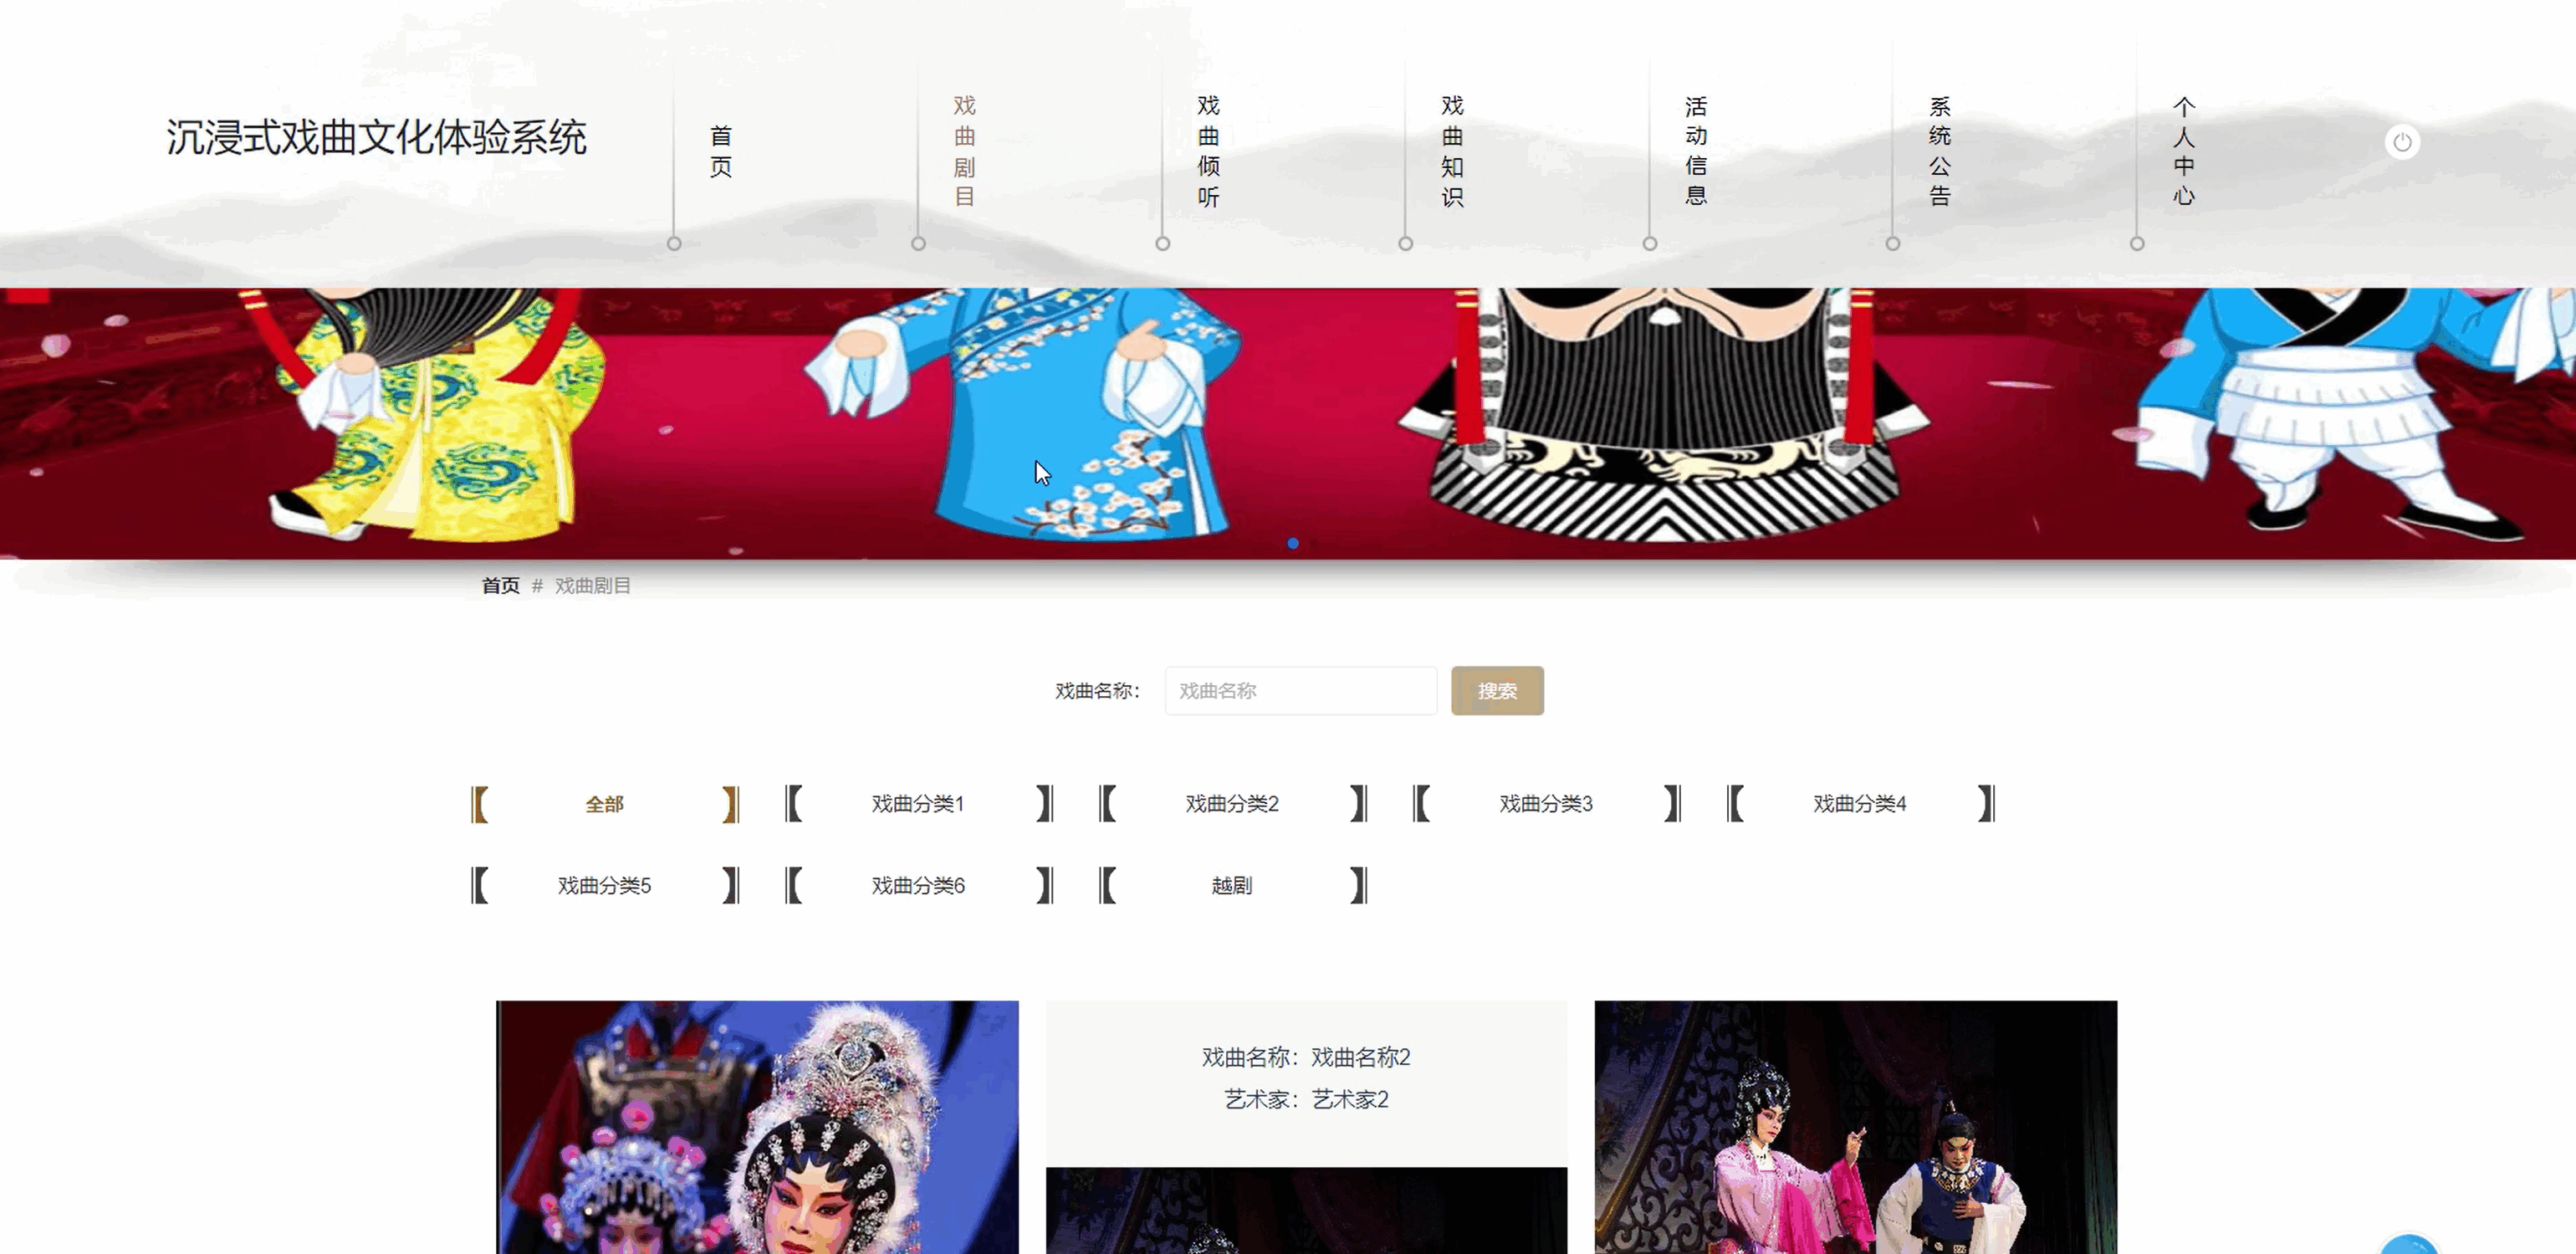 沉浸式戏曲文化体验系统
首页
戏曲剧目
戏曲倾听
戏曲知识
活动信息
系统公告
个人中心
首页 # 戏曲剧目
戏曲名称： 戏曲名称 搜索
全部 戏曲分类1 戏曲分类2 戏曲分类3 戏曲分类4
戏曲分类5 戏曲分类6 越剧
戏曲名称：戏曲名称2
艺术家：艺术家2